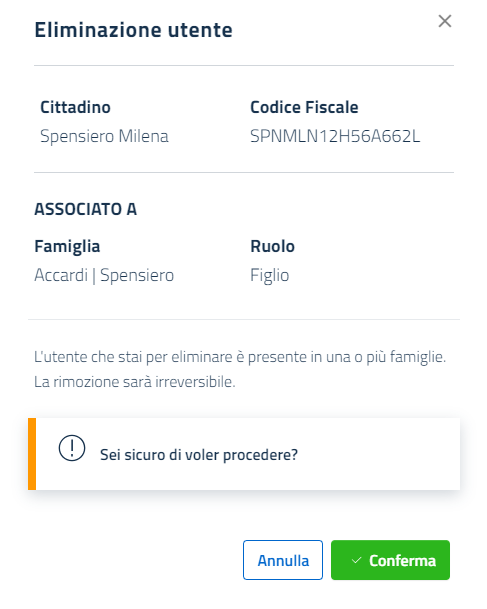 Eliminazione utente
Cittadino
Codice Fiscale
Spensiero Milena
SPNMLN12H56A662L
ASSOCIATO A
Famiglia
Ruolo
Accardi | Spensiero
Figlio
L'utente che stai per eliminare è presente in una o più famiglie.
La rimozione sarà irreversibile.
Sei sicuro di voler procedere?
Annulla
Conferma